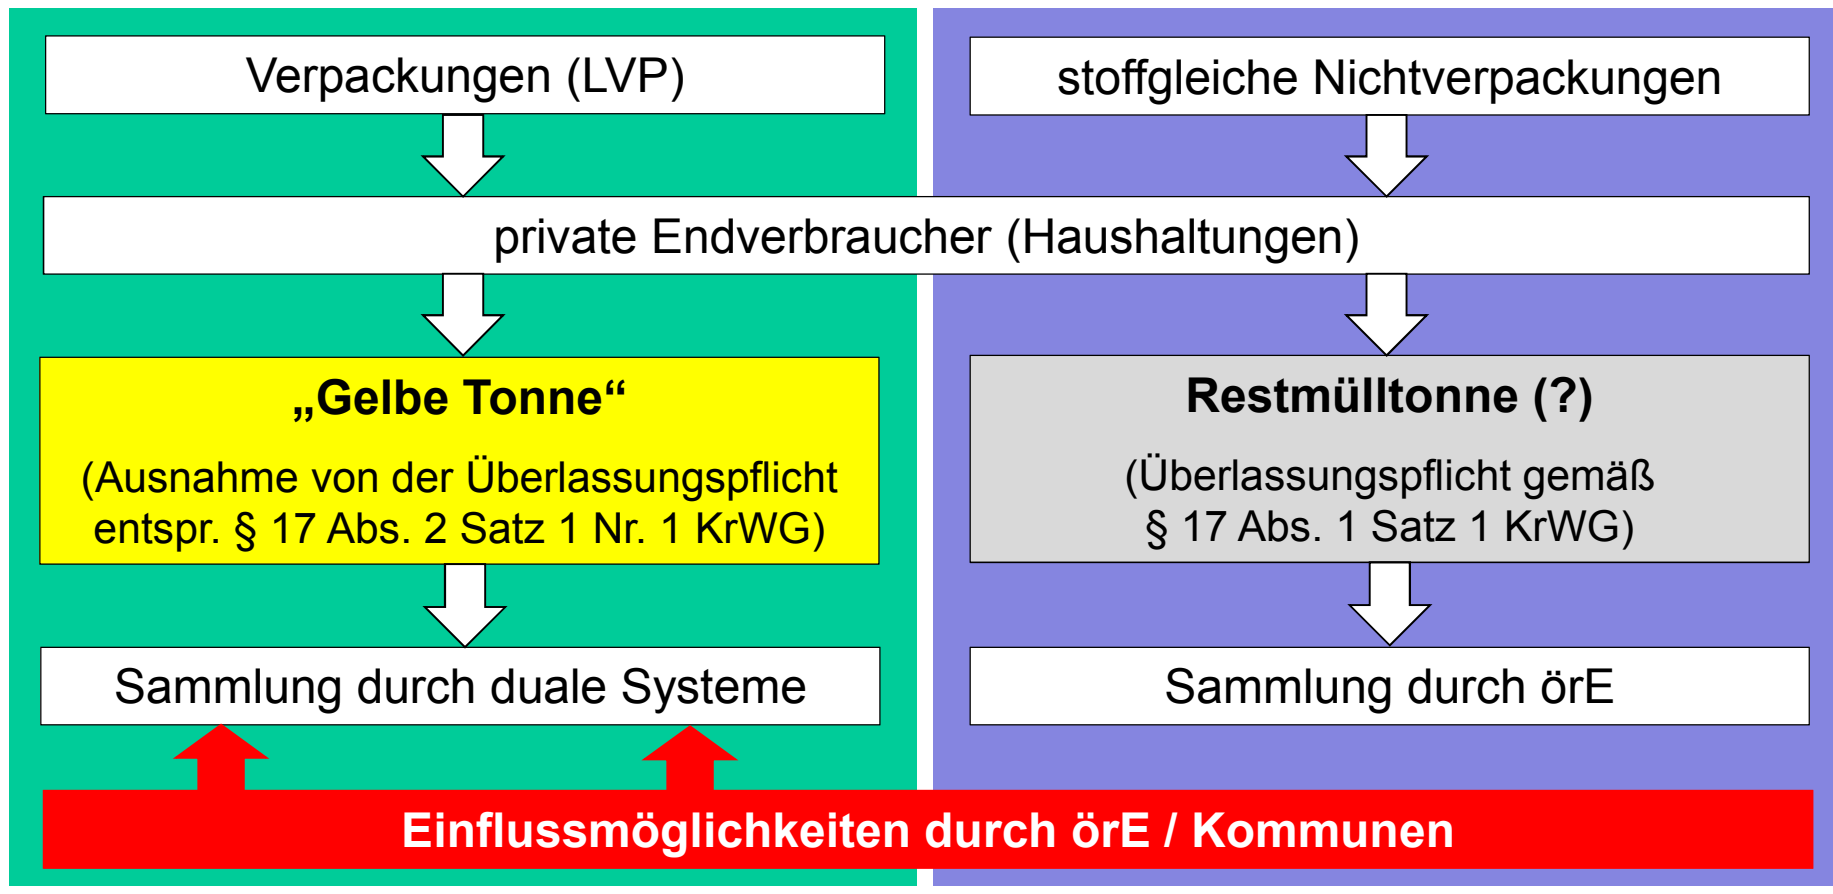 Verpackungen (LVP)
stoffgleiche Nichtverpackungen
private Endverbraucher (Haushaltungen)
„Gelbe Tonne“
(Ausnahme von der Überlassungspflicht
entspr. § 17 Abs. 2 Satz 1 Nr. 1 KrWG)
Restmülltonne (?)
(Überlassungspflicht gemäß
§ 17 Abs. 1 Satz 1 KrWG)
Sammlung durch duale Systeme
Sammlung durch örE
Einflussmöglichkeiten durch örE / Kommunen